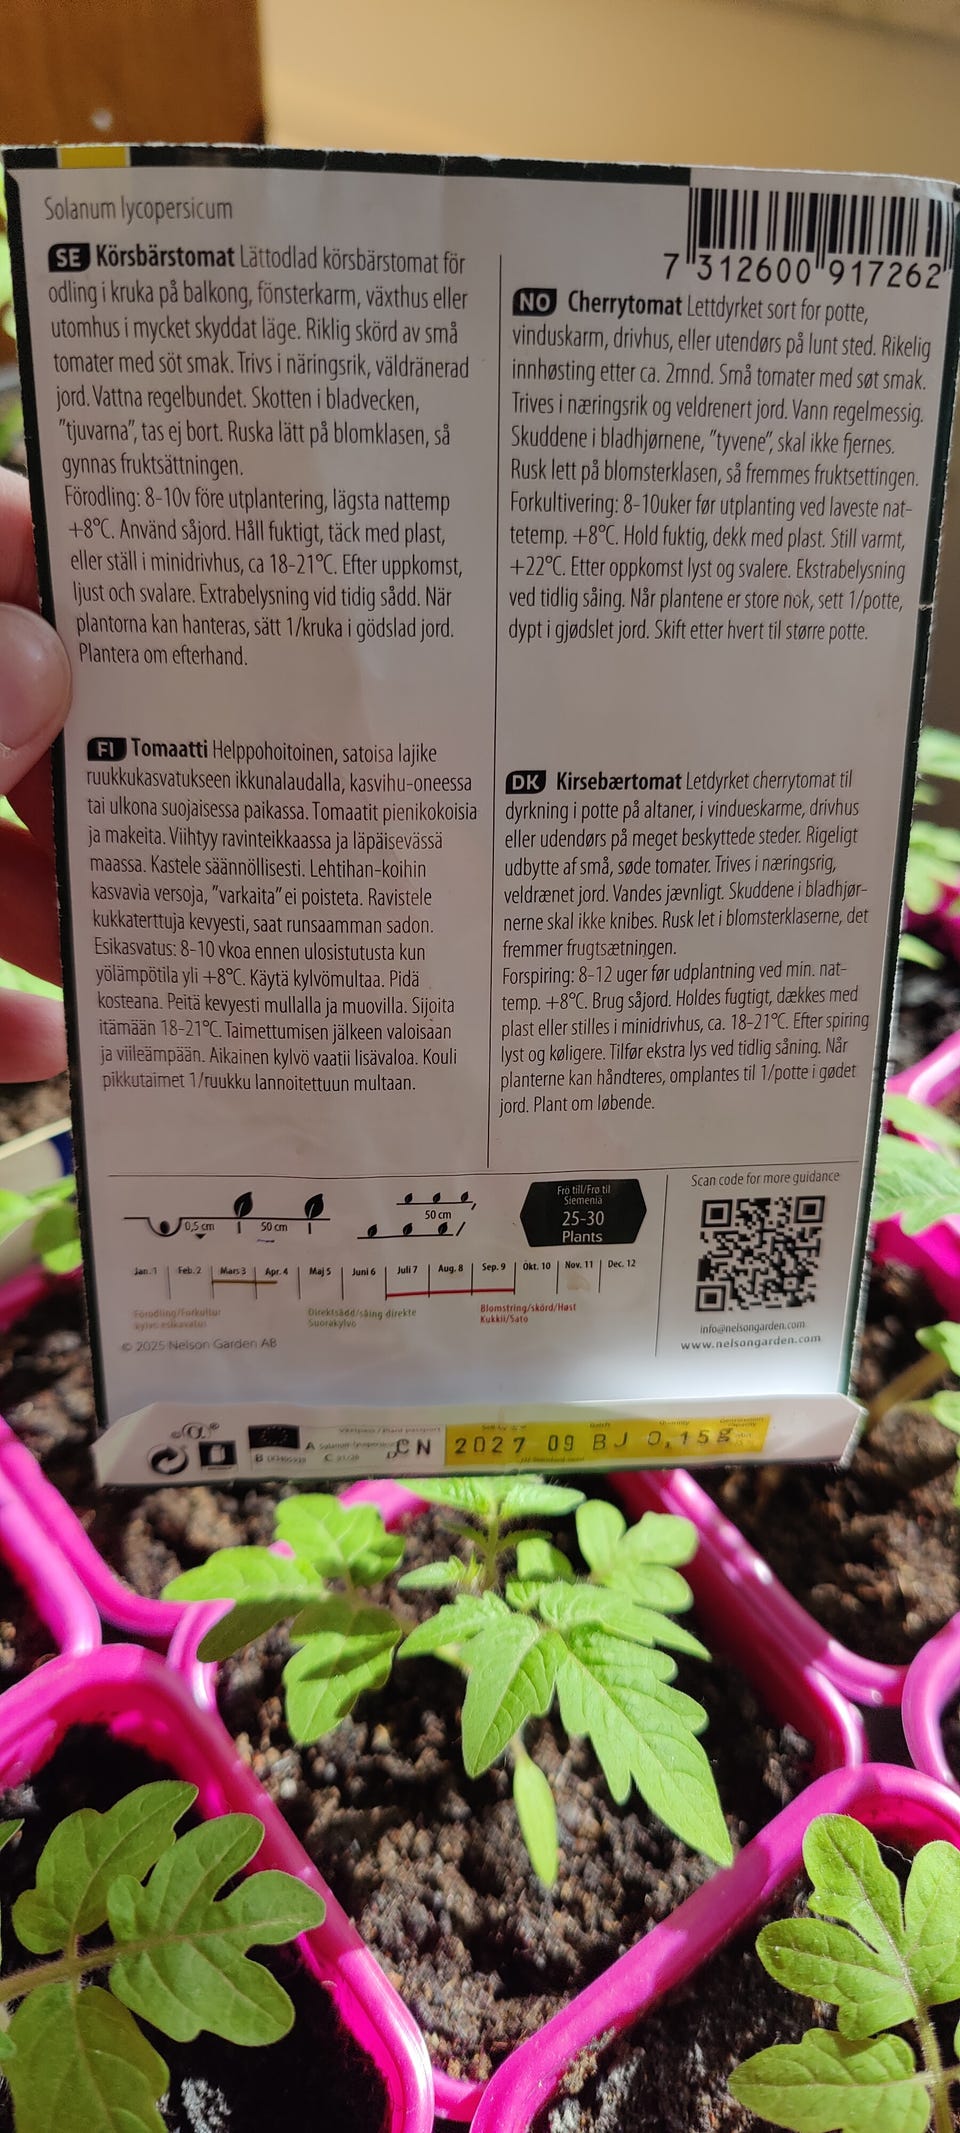 Solanum lycopersicum
SE Körsbärstomat Lättodlad körsbärstomat för
odling i kruka på balkong, fönsterkarm, växthus eller
utomhus i mycket skyddat läge. Riklig skörd av små
tomater med söt smak. Trivs i näringsrik, väldränerad
jord. Vattna regelbundet. Skotten i bladvecken,
"tjuvarna", tas ej bort. Ruska lätt på blomklasen, så
gynnas fruktsättningen.
Förodling: 8-10v före utplantering, lägsta nattemp
+8°C. Använd såjord. Håll fuktigt, täck med plast,
eller ställ i minidrivhus, ca 18-21°C. Efter uppkomst,
ljust och svalare. Extrabelysning vid tidig sådd. När
plantorna kan hanteras, sätt 1/kruka i gödslad jord.
Plantera om efterhand.
FI Tomaatti Helppohoitoinen, satoisa lajike
ruukkukasvatukseen ikkunalaudalla, kasvihu-oneessa
tai ulkona suojaisessa paikassa. Tomaatit pienikokoisia
ja makeita. Viihtyy ravinteikkaassa ja läpäisevässä
maassa. Kastele säännöllisesti. Lehtihan-koihin
kasvavia versoja, "varkaita" ei poisteta. Ravistele
kukkaterttuja kevyesti, saat runsaamman sadon.
Esikasvatus: 8-10 vkoa ennen ulosistutusta kun
yölämpötila yli +8°C. Käytä kylvömultaa. Pidä
kosteana. Peitä kevyesti mullalla ja muovilla. Sijoita
itämään 18-21°C. Taimettumisen jälkeen valoisaan
ja viileämpään. Aikainen kylvö vaatii lisävaloa. Kouli
pikkutaimet 1/ruukku lannoitettuun multaan.
7 312600 917262
NO Cherrytomat Lettdyrket sort for potte,
vinduskarm, drivhus, eller utendørs på lunt sted. Rikelig
innhøsting etter ca. 2mnd. Små tomater med søt smak.
Trives i næringsrik og veldrenert jord. Vann regelmessig.
Skuddene i bladhjørnene, "tyvene", skal ikke fjernes.
Rusk lett på blomsterklasen, så fremmes fruktsettingen.
Forkultivering: 8-10uker før utplanting ved laveste nat-
tetemp. +8°C. Hold fuktig, dekk med plast. Still varmt,
+22°C. Etter oppkomst lyst og svalere. Ekstrabelysning
ved tidlig såing. Når plantene er store nok, sett 1/potte,
dypt i gjødslet jord. Skift etter hvert til større potte.
DK Kirsebærtomat Letdyrket cherrytomat til
dyrkning i potte på altaner, i vindueskarme, drivhus
eller udendørs på meget beskyttede steder. Rigeligt
udbytte af små, søde tomater. Trives i næringsrig,
veldrænet jord. Vandes jævnligt. Skuddene i bladhjør-
nerne skal ikke knibes. Rusk let i blomsterklaserne, det
fremmer frugtsætningen.
Forspiring: 8-12 uger før udplantning ved min. nat-
temp. +8°C. Brug såjord. Holdes fugtigt, dækkes med
plast eller stilles i minidrivhus, ca. 18-21°C. Efter spiring
lyst og køligere. Tilfør ekstra lys ved tidlig såning. Når
planterne kan håndteres, omplantes til 1/potte i gødet
jord. Plant om løbende.
0,5 cm 50 cm
50 cm
Frö till/Frø til
Siemeniä
25-30
Plants
Scan code for more guidance
Jan. 1 Feb. 2 Mars 3 Apr. 4 Maj 5 Juni 6 Juli 7 Aug. 8 Sep. 9 Okt. 10 Nov. 11 Dec. 12
Förodling/Forkultur
Direktsådd/såing direkte
Suorakylvö
Blomstring/skörd/Høst
Kukkii/Sato
© 2025 Nelson Garden AB
info@nelsongarden.com
www.nelsongarden.com
A
B
C
D CN
2027 09 BJ 0,15g